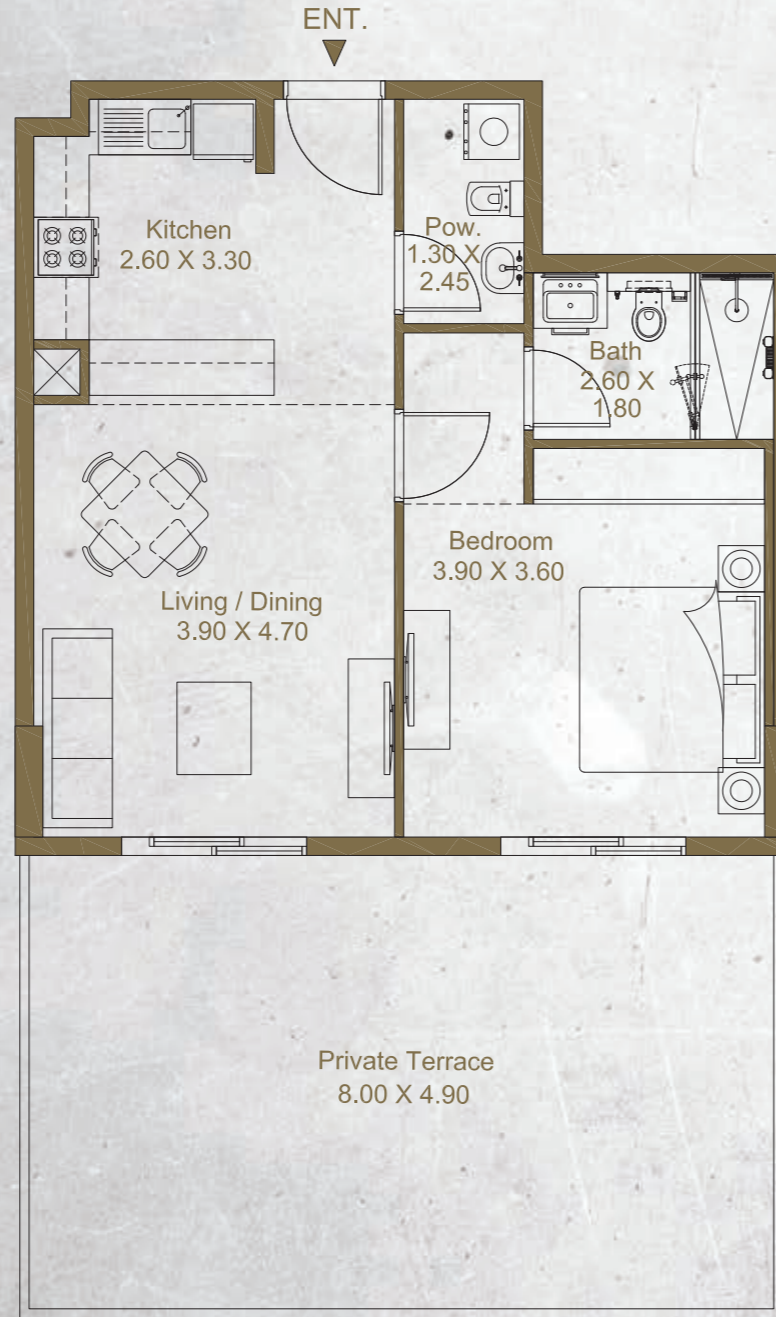 ENT.
Kitchen
2.60 X 3.30
Pow.
1.30 X
2.45
Bath
2.60 X
1.80
Bedroom
3.90 X 3.60
Living / Dining
3.90 X 4.70
Private Terrace
8.00 X 4.90